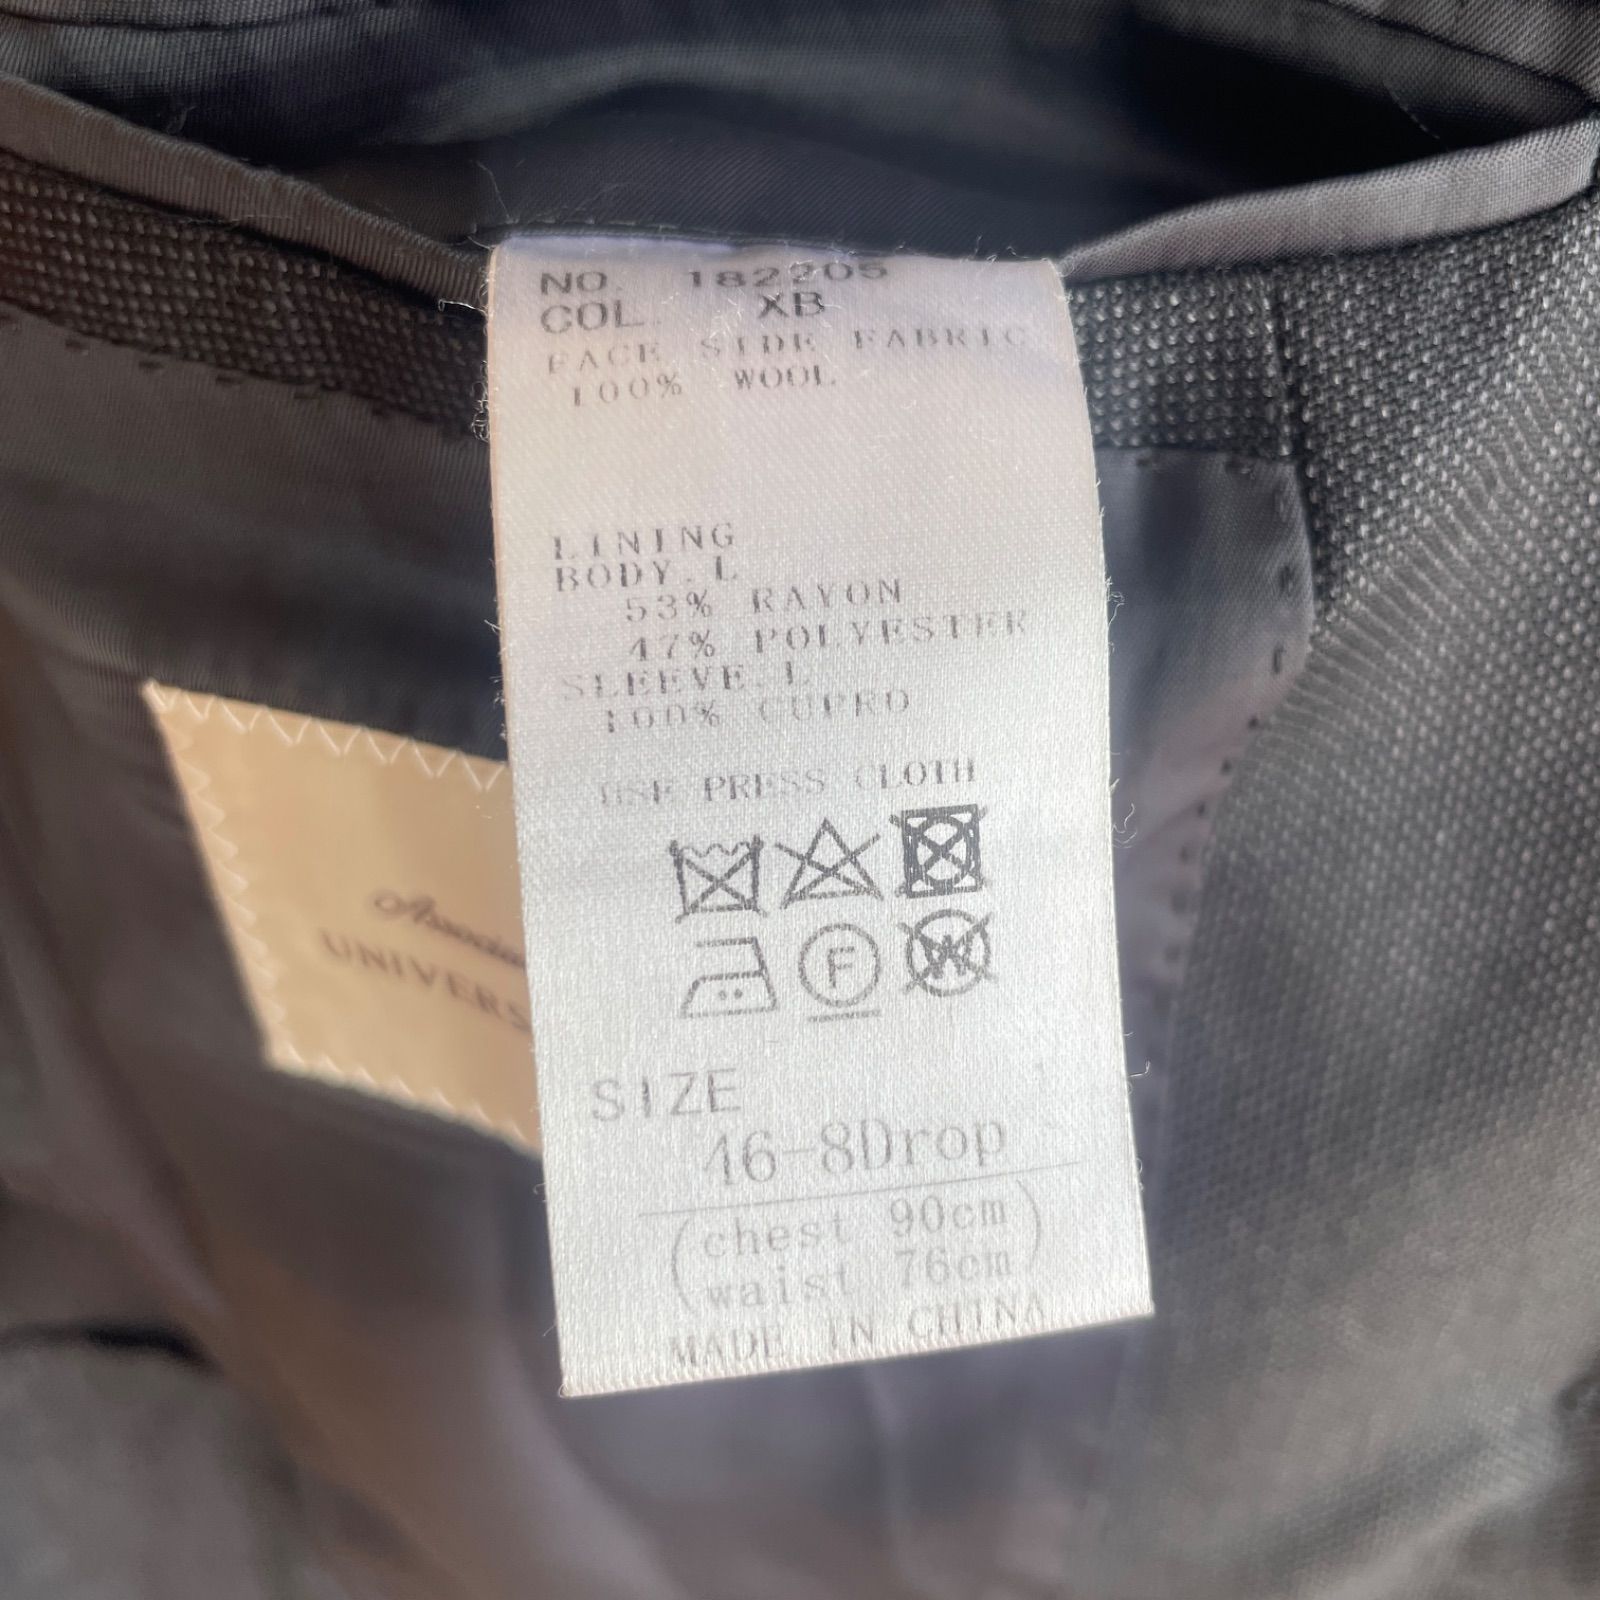 NO. 182205
COL. XB
FACE SIDE FABRIC
100% WOOL
LINING
BODY.L
53% RAYON
47% POLYESTER
SLEEVE.L
100% CUPRO
USE PRESS CLOTH
F
W
SIZE
46-8Drop
(chest 90cm
waist 76cm)
MADE IN CHINA
UNIVERS